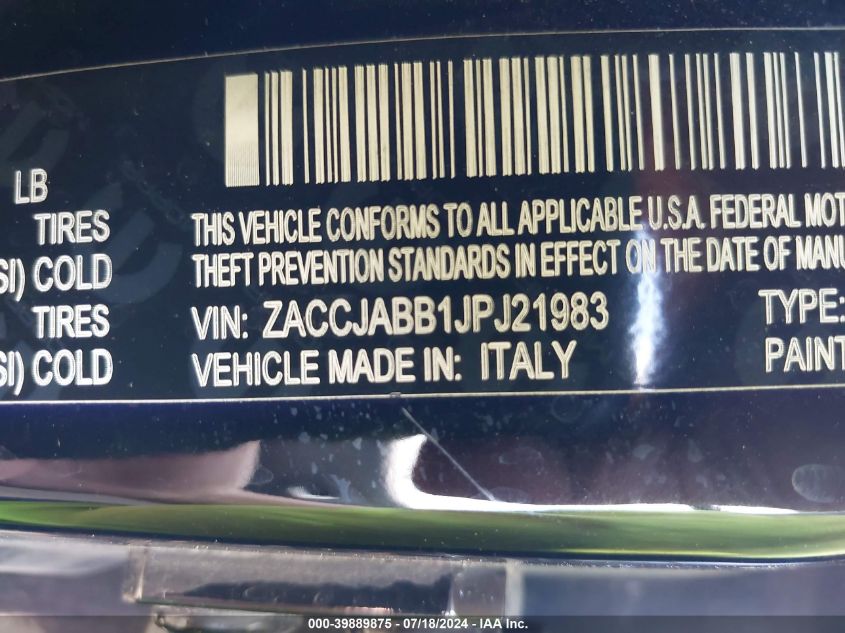 LB
TIRES
SI) COLD
TIRES
SI) COLD
THIS VEHICLE CONFORMS TO ALL APPLICABLE U.S.A. FEDERAL MOT
THEFT PREVENTION STANDARDS IN EFFECT ON THE DATE OF MANU
VIN: ZACCJABB1JPJ21983 TYPE:
VEHICLE MADE IN: ITALY PAINT
000-39889875 / 07/18/2024 / © IAA Inc.